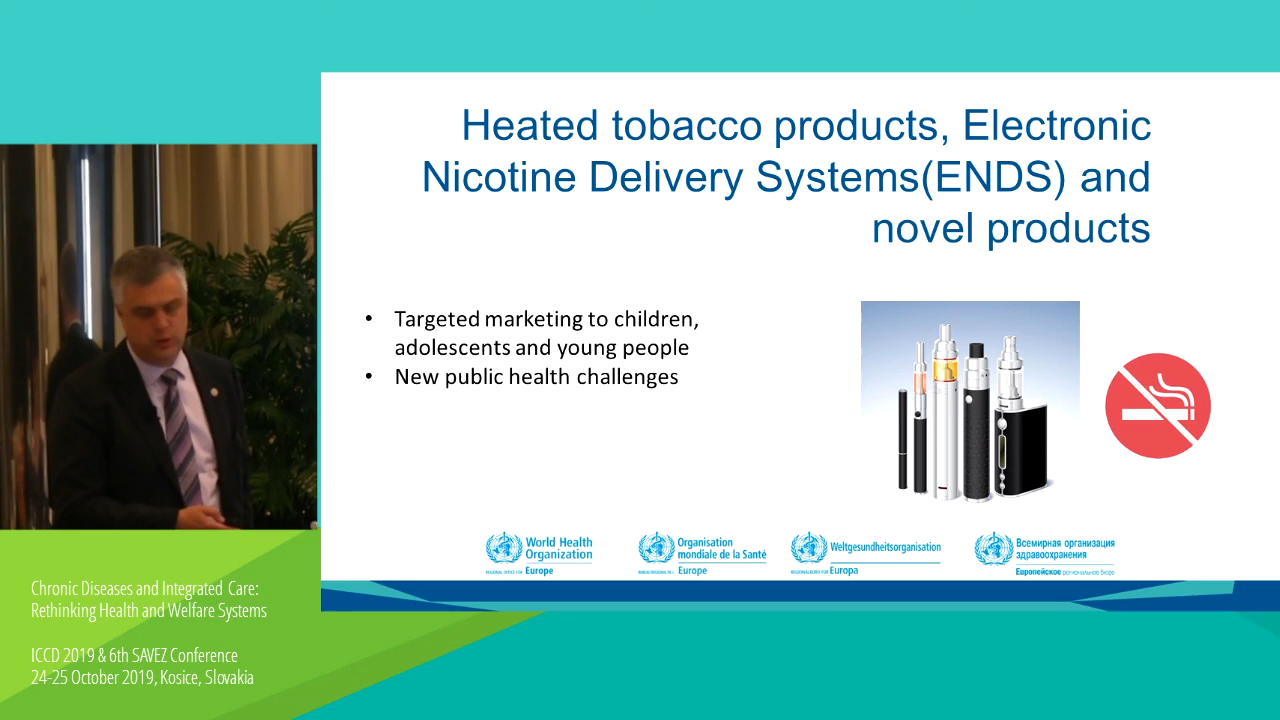 Heated tobacco products, Electronic
Nicotine Delivery Systems(ENDS) and
novel products
• Targeted marketing to children,
adolescents and young people
• New public health challenges
World Health
Organization
REGIONAL OFFICE FOR Europe
Organisation
mondiale de la Santé
BUREAU RÉGIONAL DE L' Europe
Weltgesundheitsorganisation
REGIONALBÜRO FÜR Europa
Всемирная организация
здравоохранения
Европейское региональное бюро
Chronic Diseases and Integrated Care:
Rethinking Health and Welfare Systems
ICCD 2019 & 6th SAVEZ Conference
24-25 October 2019, Kosice, Slovakia